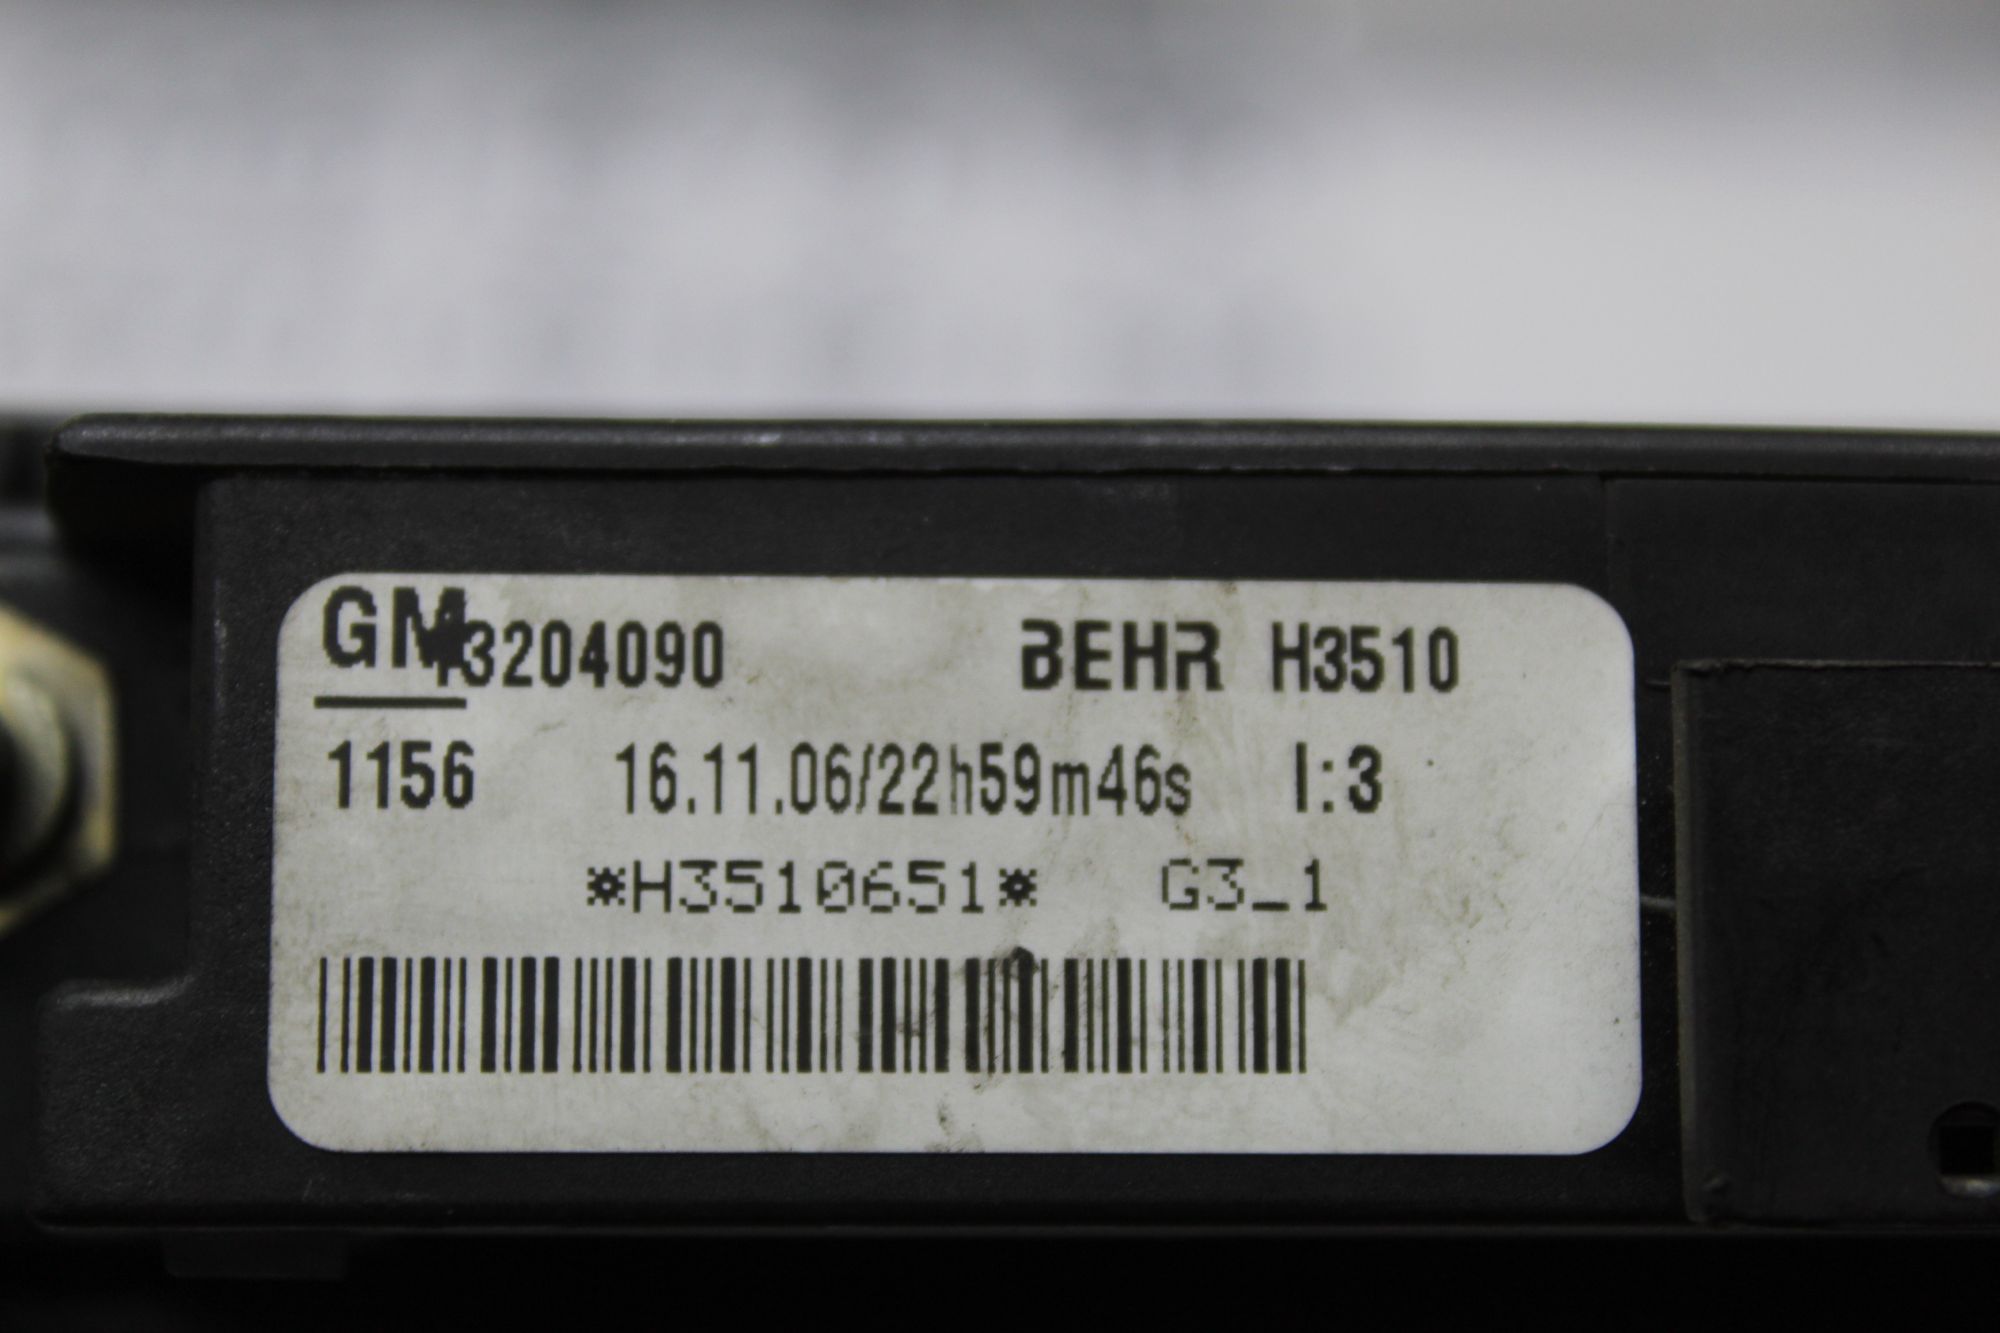 GM 13204090 BEHR H3510
1156 16.11.06/22h59m46s I:3
*H3510651* G3_1